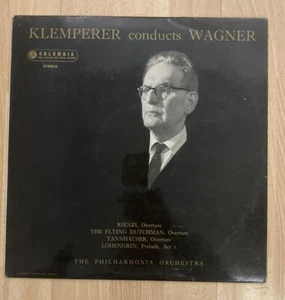 KLEMPERER conducts WAGNER
COLUMBIA
STEREO
RIENZI, Overture
THE FLYING DUTCHMAN, Overture
TANNHÄUSER, Overture
LOHENGRIN, Prelude, Act 1
THE PHILHARMONIA ORCHESTRA